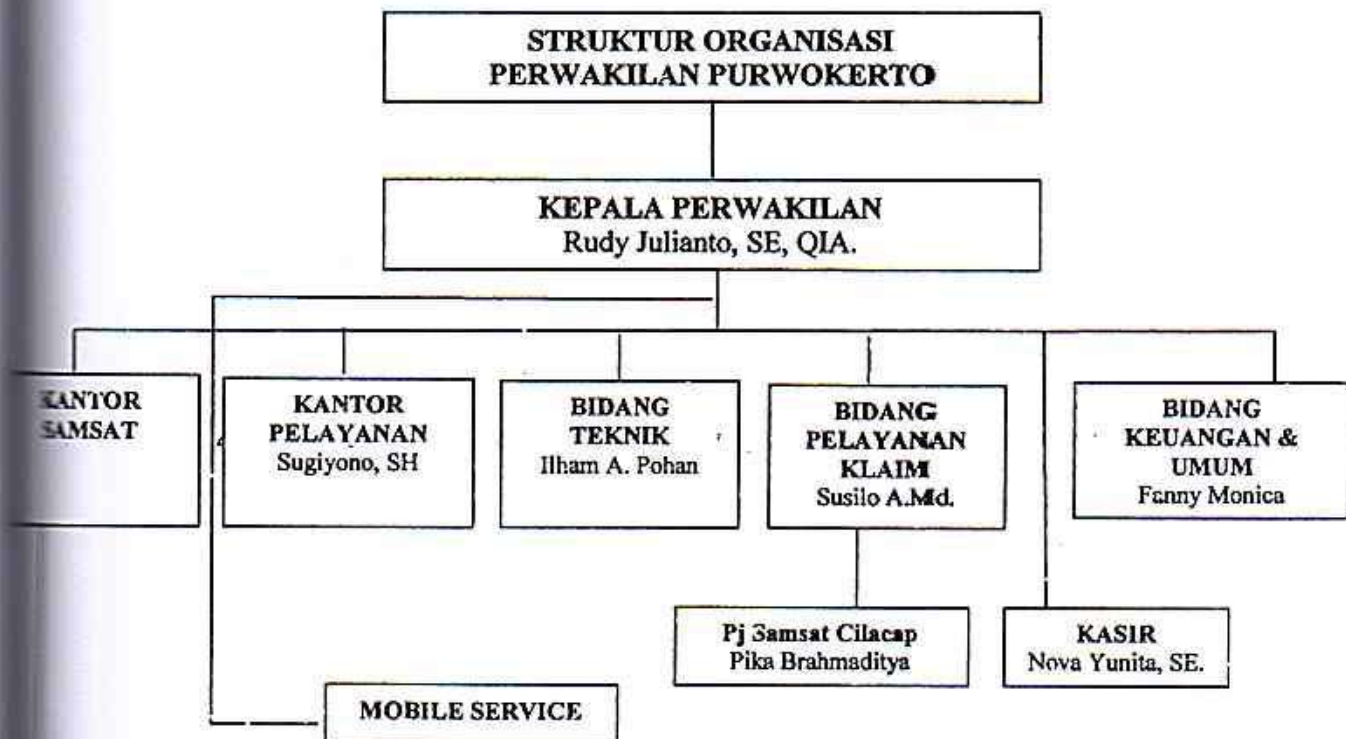 STRUKTUR ORGANISASI
PERWAKILAN PURWOKERTO
KEPALA PERWAKILAN
Rudy Julianto, SE, QIA.
KANTOR
SAMSAT
KANTOR
PELAYANAN
Sugiyono, SH
BIDANG
TEKNIK
Ilham A. Pohan
BIDANG
PELAYANAN
KLAIM
Susilo A.Md.
BIDANG
KEUANGAN &
UMUM
Fanny Monica
Pj Samsat Cilacap
Pika Brahmaditya
KASIR
Nova Yunita, SE.
MOBILE SERVICE